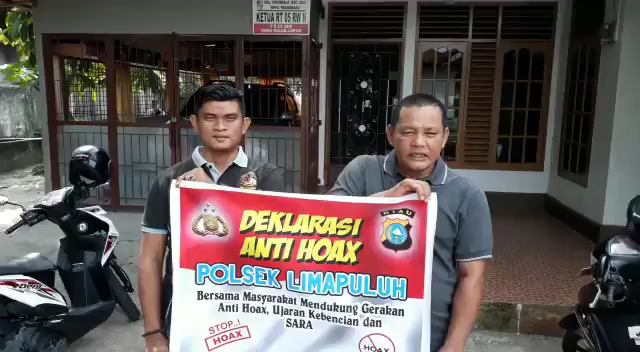 KETUA RT 05 RW II
RIAU
DEKLARASI
ANTI HOAX
POLSEK LIMAPULUH
Bersama Masyarakat Mendukung Gerakan
Anti Hoax, Ujaran Kebencian dan
SARA
STOP..!
HOAX
HOAX